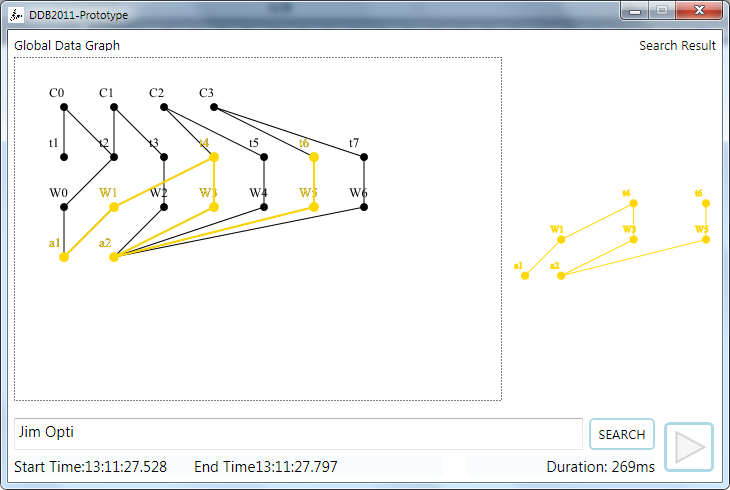 DDB2011-Prototype
Global Data Graph
Search Result
C0 C1 C2 C3
t1 t2 t3 t4 t5 t6 t7
W0 W1 W2 W3 W4 W5 W6
a1 a2
t4 t6
W1 W3 W5
a1 a2
Jim Opti
SEARCH
Start Time:13:11:27.528 End Time13:11:27.797 Duration: 269ms